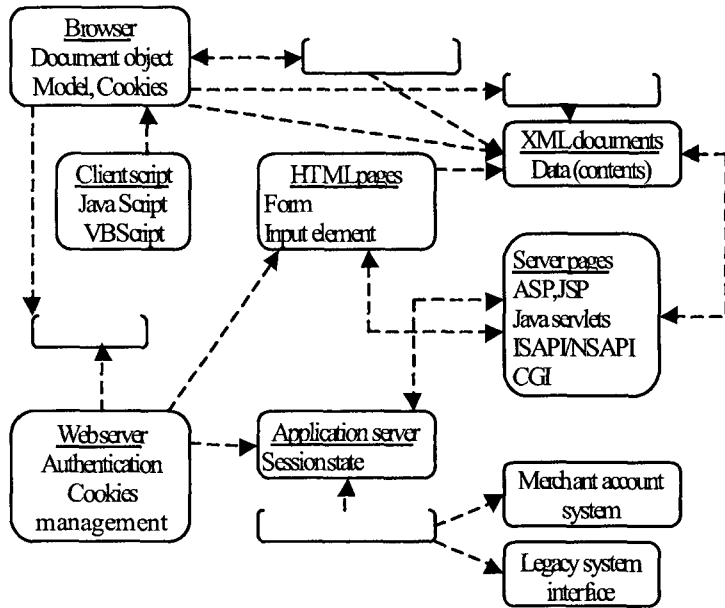 Browser
Document object
Model, Cookies
XML documents
Data (contents)
Client script
Java Script
VBScript
HTML pages
Form
Input element
Server pages
ASP,JSP
Java servlets
ISAPI/NSAPI
CGI
Web server
Authentication
Cookies
management
Application server
Session state
Merchant account
system
Legacy system
interface